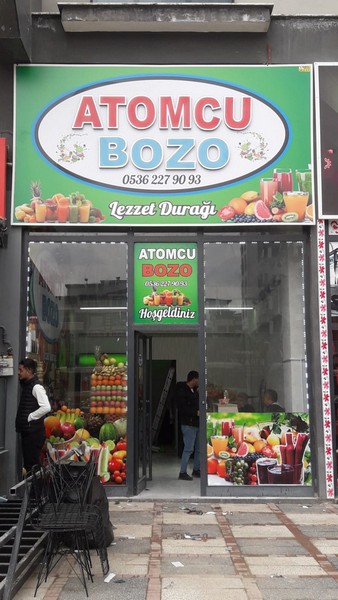 ATOMCU
BOZO
0536 227 90 93
Lezzet Durağı
ATOMCU
BOZO
0536 227 90 93
Hoşgeldiniz